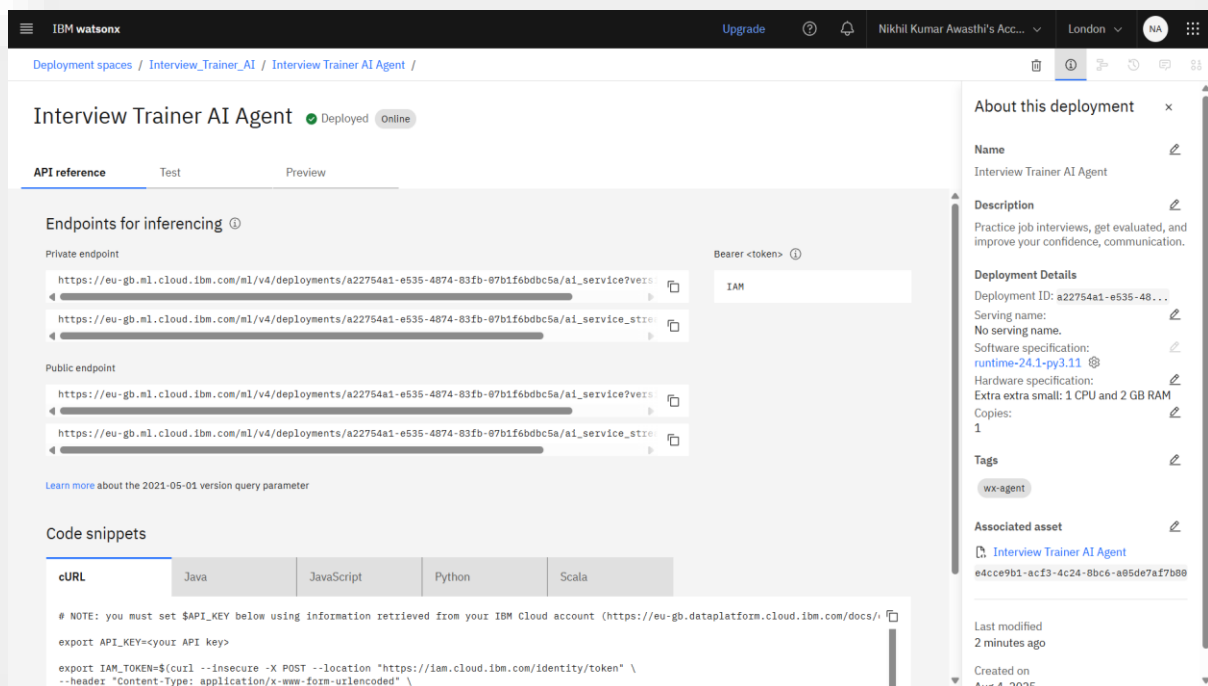 IBM watsonx
Upgrade
Nikhil Kumar Awasthi's Acc...
London
NA
Deployment spaces / Interview_Trainer_AI / Interview Trainer AI Agent /
Interview Trainer AI Agent
Deployed
Online
API reference
Test
Preview
Endpoints for inferencing
Private endpoint
https://eu-gb.ml.cloud.ibm.com/ml/v4/deployments/a22754a1-e535-4874-83fb-07b1f6bdbc5a/ai_service?vers
https://eu-gb.ml.cloud.ibm.com/ml/v4/deployments/a22754a1-e535-4874-83fb-07b1f6bdbc5a/ai_service_stre
Bearer <token>
IAM
Public endpoint
https://eu-gb.ml.cloud.ibm.com/ml/v4/deployments/a22754a1-e535-4874-83fb-07b1f6bdbc5a/ai_service?vers
https://eu-gb.ml.cloud.ibm.com/ml/v4/deployments/a22754a1-e535-4874-83fb-07b1f6bdbc5a/ai_service_stre
Learn more about the 2021-05-01 version query parameter
Code snippets
cURL
Java
JavaScript
Python
Scala
# NOTE: you must set $API_KEY below using information retrieved from your IBM Cloud account (https://eu-gb.dataplatform.cloud.ibm.com/docs/
export API_KEY=<your API key>
export IAM_TOKEN=$(curl --insecure -X POST --location "https://iam.cloud.ibm.com/identity/token" \
--header "Content-Type: application/x-www-form-urlencoded" \
About this deployment
Name
Interview Trainer AI Agent
Description
Practice job interviews, get evaluated, and
improve your confidence, communication.
Deployment Details
Deployment ID: a22754a1-e535-48...
Serving name:
No serving name.
Software specification:
runtime-24.1-py3.11
Hardware specification:
Extra extra small: 1 CPU and 2 GB RAM
Copies:
1
Tags
wx-agent
Associated asset
Interview Trainer AI Agent
e4cce9b1-acf3-4c24-8bc6-a05de7af7b80
Last modified
2 minutes ago
Created on
Aug 4, 2025